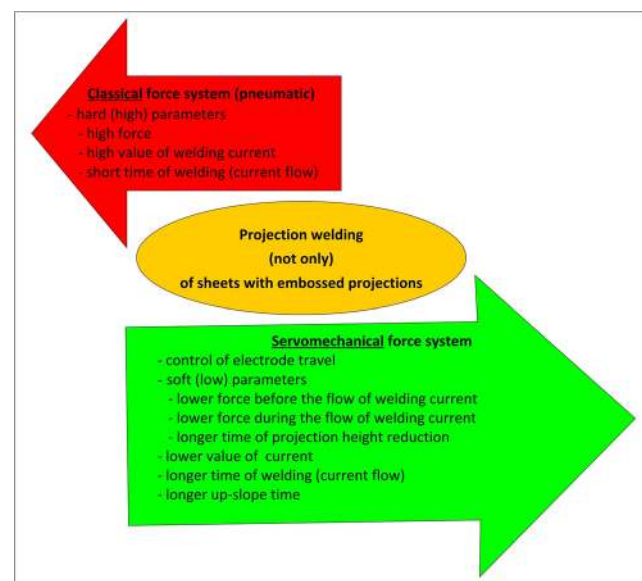 Classical force system (pneumatic)
- hard (high) parameters
- high force
- high value of welding current
- short time of welding (current flow)
Projection welding
(not only)
of sheets with embossed projections
Servomechanical force system
- control of electrode travel
- soft (low) parameters
- lower force before the flow of welding current
- lower force during the flow of welding current
- longer time of projection height reduction
- lower value of current
- longer time of welding (current flow)
- longer up-slope time